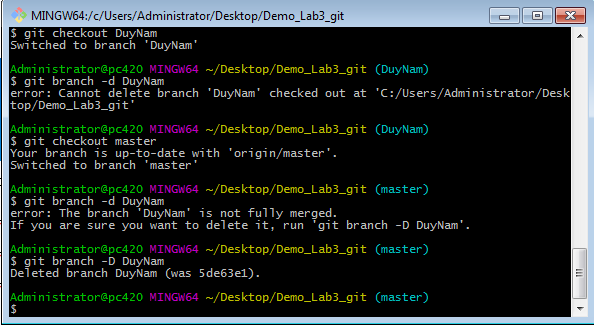 MINGW64:/c/Users/Administrator/Desktop/Demo_Lab3_git
$ git checkout DuyNam
Switched to branch 'DuyNam'
Administrator@pc420 MINGW64 ~/Desktop/Demo_Lab3_git (DuyNam)
$ git branch -d DuyNam
error: Cannot delete branch 'DuyNam' checked out at 'C:/Users/Administrator/Desk
top/Demo_Lab3_git'
Administrator@pc420 MINGW64 ~/Desktop/Demo_Lab3_git (DuyNam)
$ git checkout master
Your branch is up-to-date with 'origin/master'.
Switched to branch 'master'
Administrator@pc420 MINGW64 ~/Desktop/Demo_Lab3_git (master)
$ git branch -d DuyNam
error: The branch 'DuyNam' is not fully merged.
If you are sure you want to delete it, run 'git branch -D DuyNam'.
Administrator@pc420 MINGW64 ~/Desktop/Demo_Lab3_git (master)
$ git branch -D DuyNam
Deleted branch DuyNam (was 5de63e1).
Administrator@pc420 MINGW64 ~/Desktop/Demo_Lab3_git (master)
$